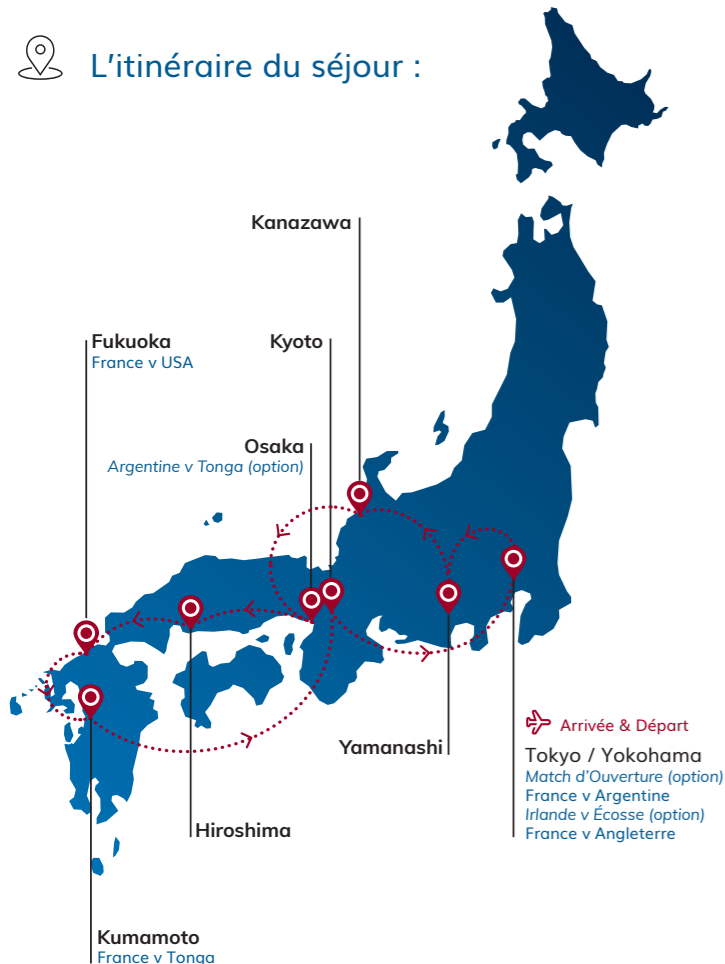 L'itinéraire du séjour :
Kanazawa
Fukuoka
France v USA
Kyoto
Osaka
Argentine v Tonga (option)
Yamanashi
Arrivée & Départ
Tokyo / Yokohama
Match d'Ouverture (option)
France v Argentine
Irlande v Écosse (option)
France v Angleterre
Hiroshima
Kumamoto
France v Tonga